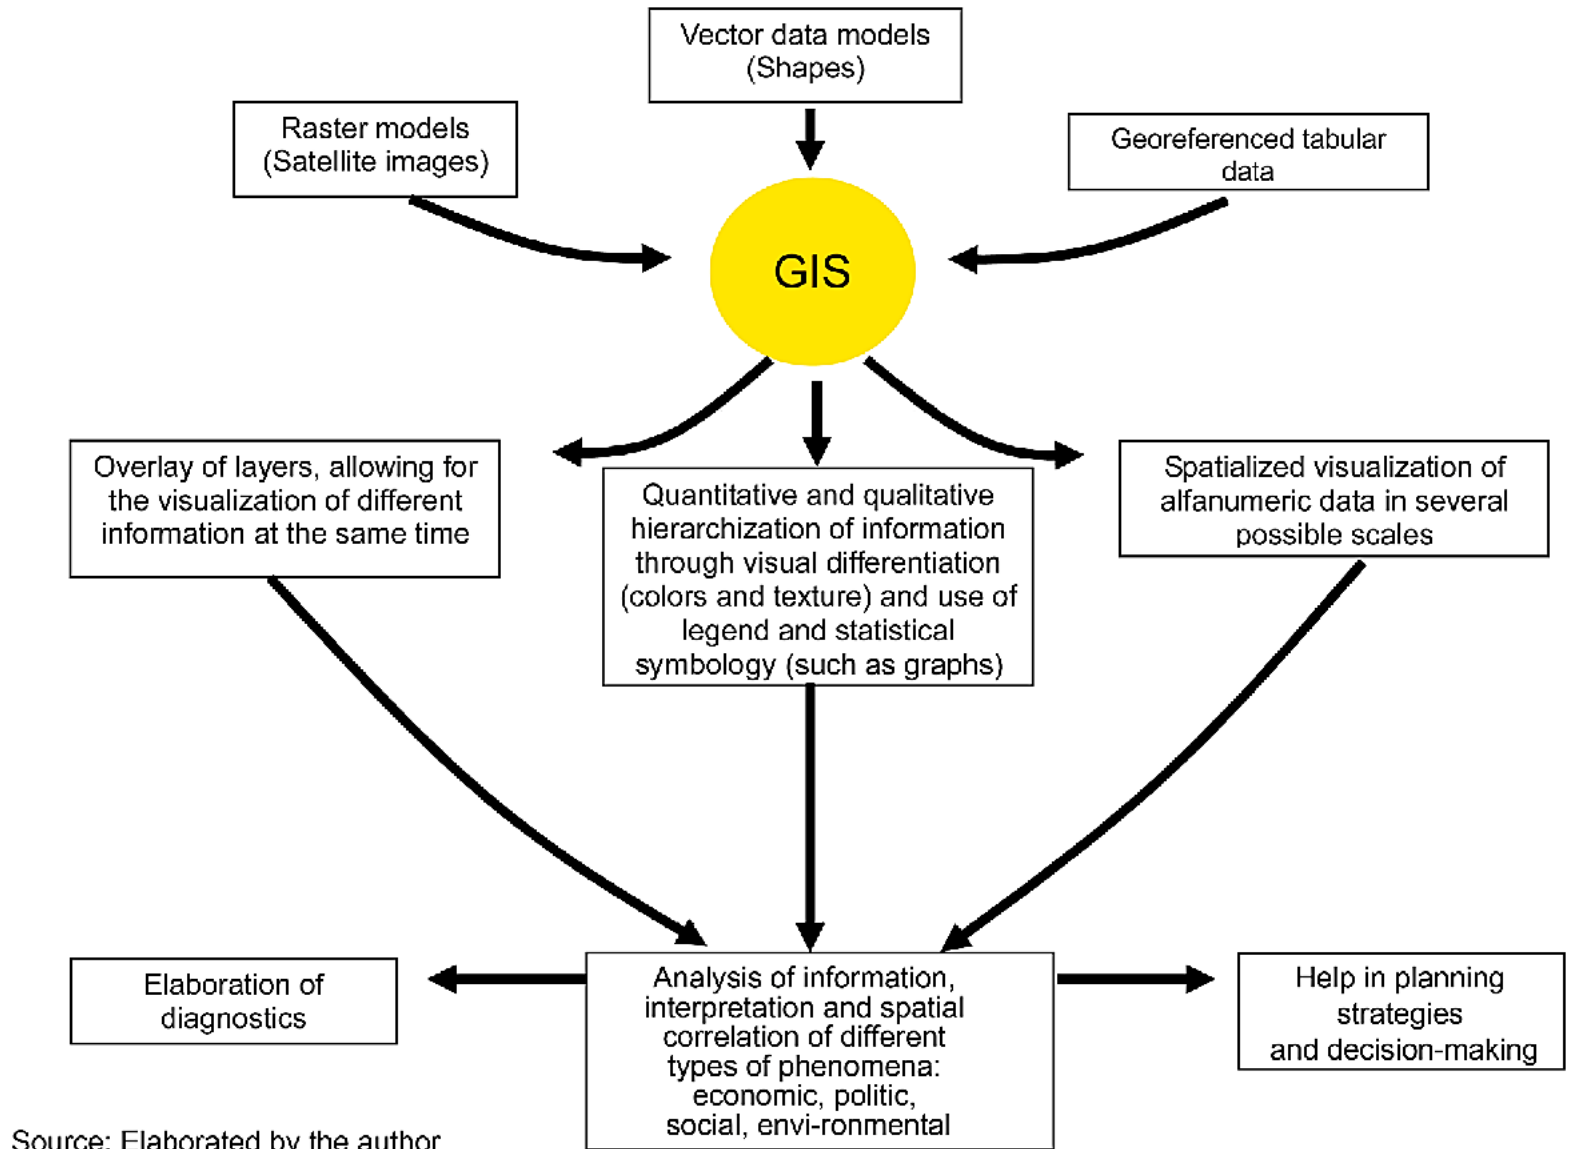 Vector data models
(Shapes)
Raster models
(Satellite images)
Georeferenced tabular
data
GIS
Overlay of layers, allowing for
the visualization of different
information at the same time
Quantitative and qualitative
hierarchization of information
through visual differentiation
(colors and texture) and use of
legend and statistical
symbology (such as graphs)
Spatialized visualization of
alfanumeric data in several
possible scales
Elaboration of
diagnostics
Analysis of information,
interpretation and spatial
correlation of different
types of phenomena:
economic, politic,
social, envi-ronmental
Help in planning
strategies
and decision-making
Source: Elaborated by the author